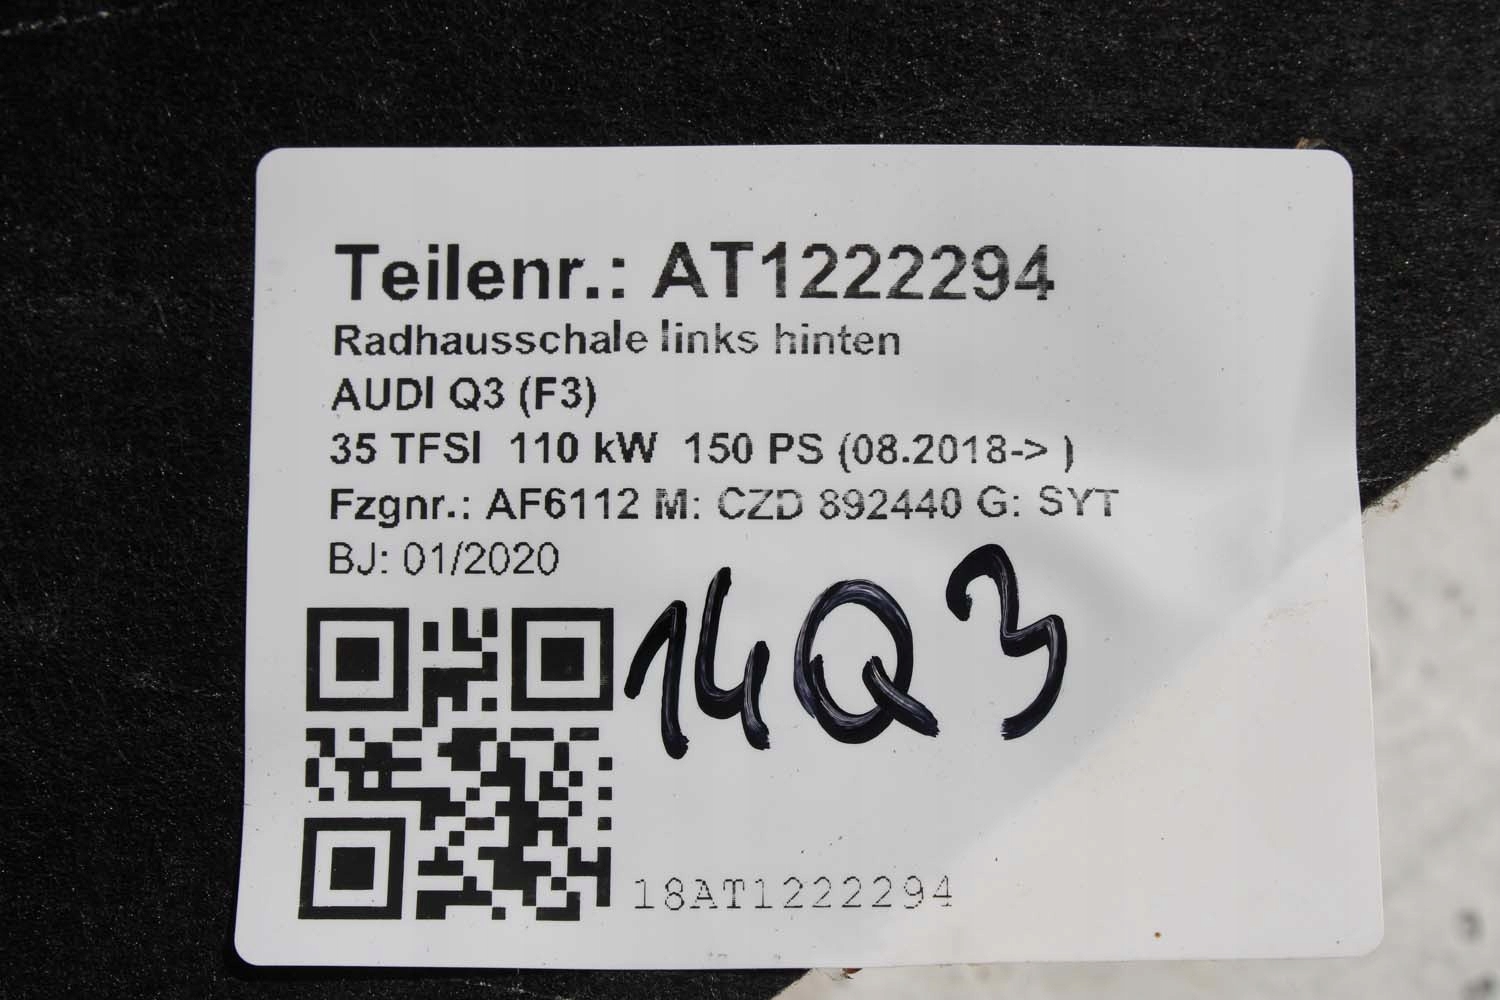 Teilenr.: AT1222294
Radhausschale links hinten
AUDI Q3 (F3)
35 TFSI 110 kW 150 PS (08.2018-> )
Fzgnr.: AF6112 M: CZD 892440 G: SYT
BJ: 01/2020
14Q3
18AT1222294